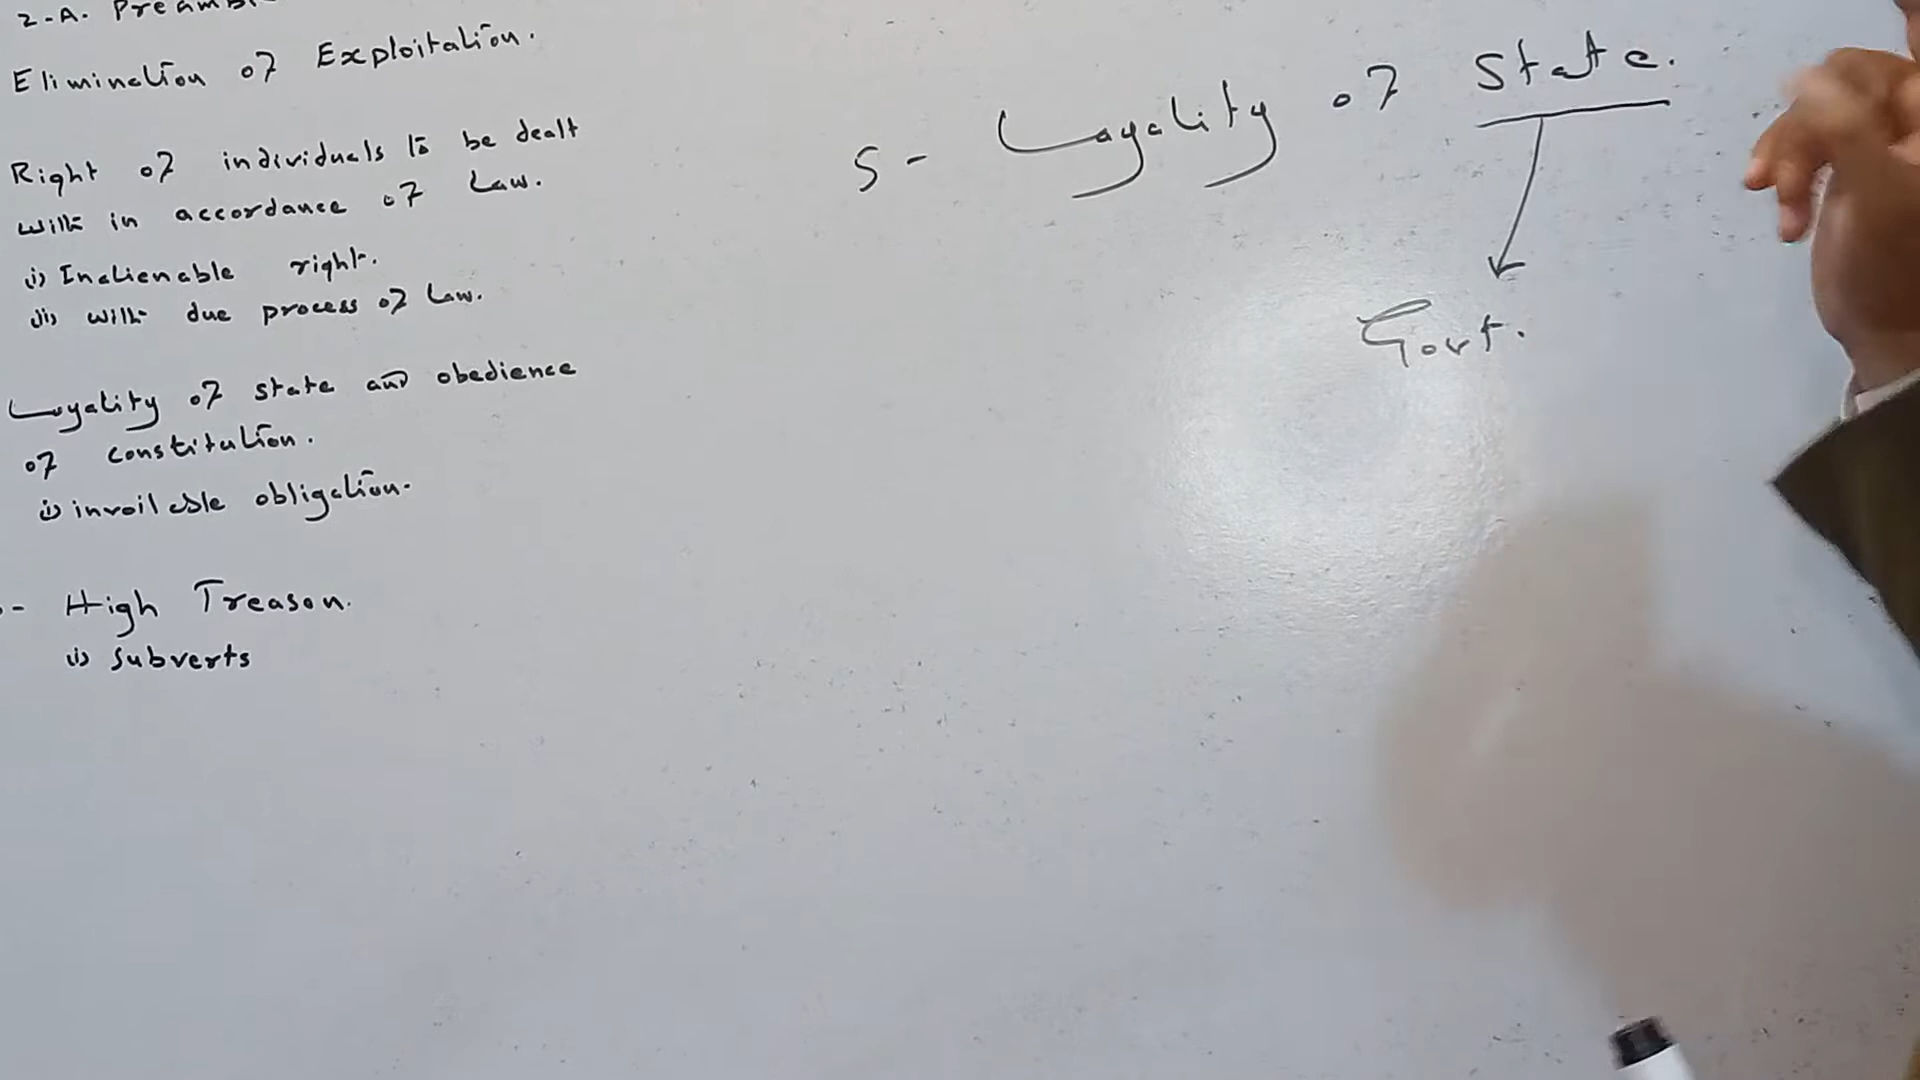 2-A. Preamb
Elimination of Exploitation.
Right of individuals to be dealt
with in accordance of Law.
i) Inalienable right.
ii) with due process of Law.
Loyality of state and obedience
of constitution.
i) invoilable obligation.
- High Treason.
i) Subverts
5- Loyality of State.
Govt.